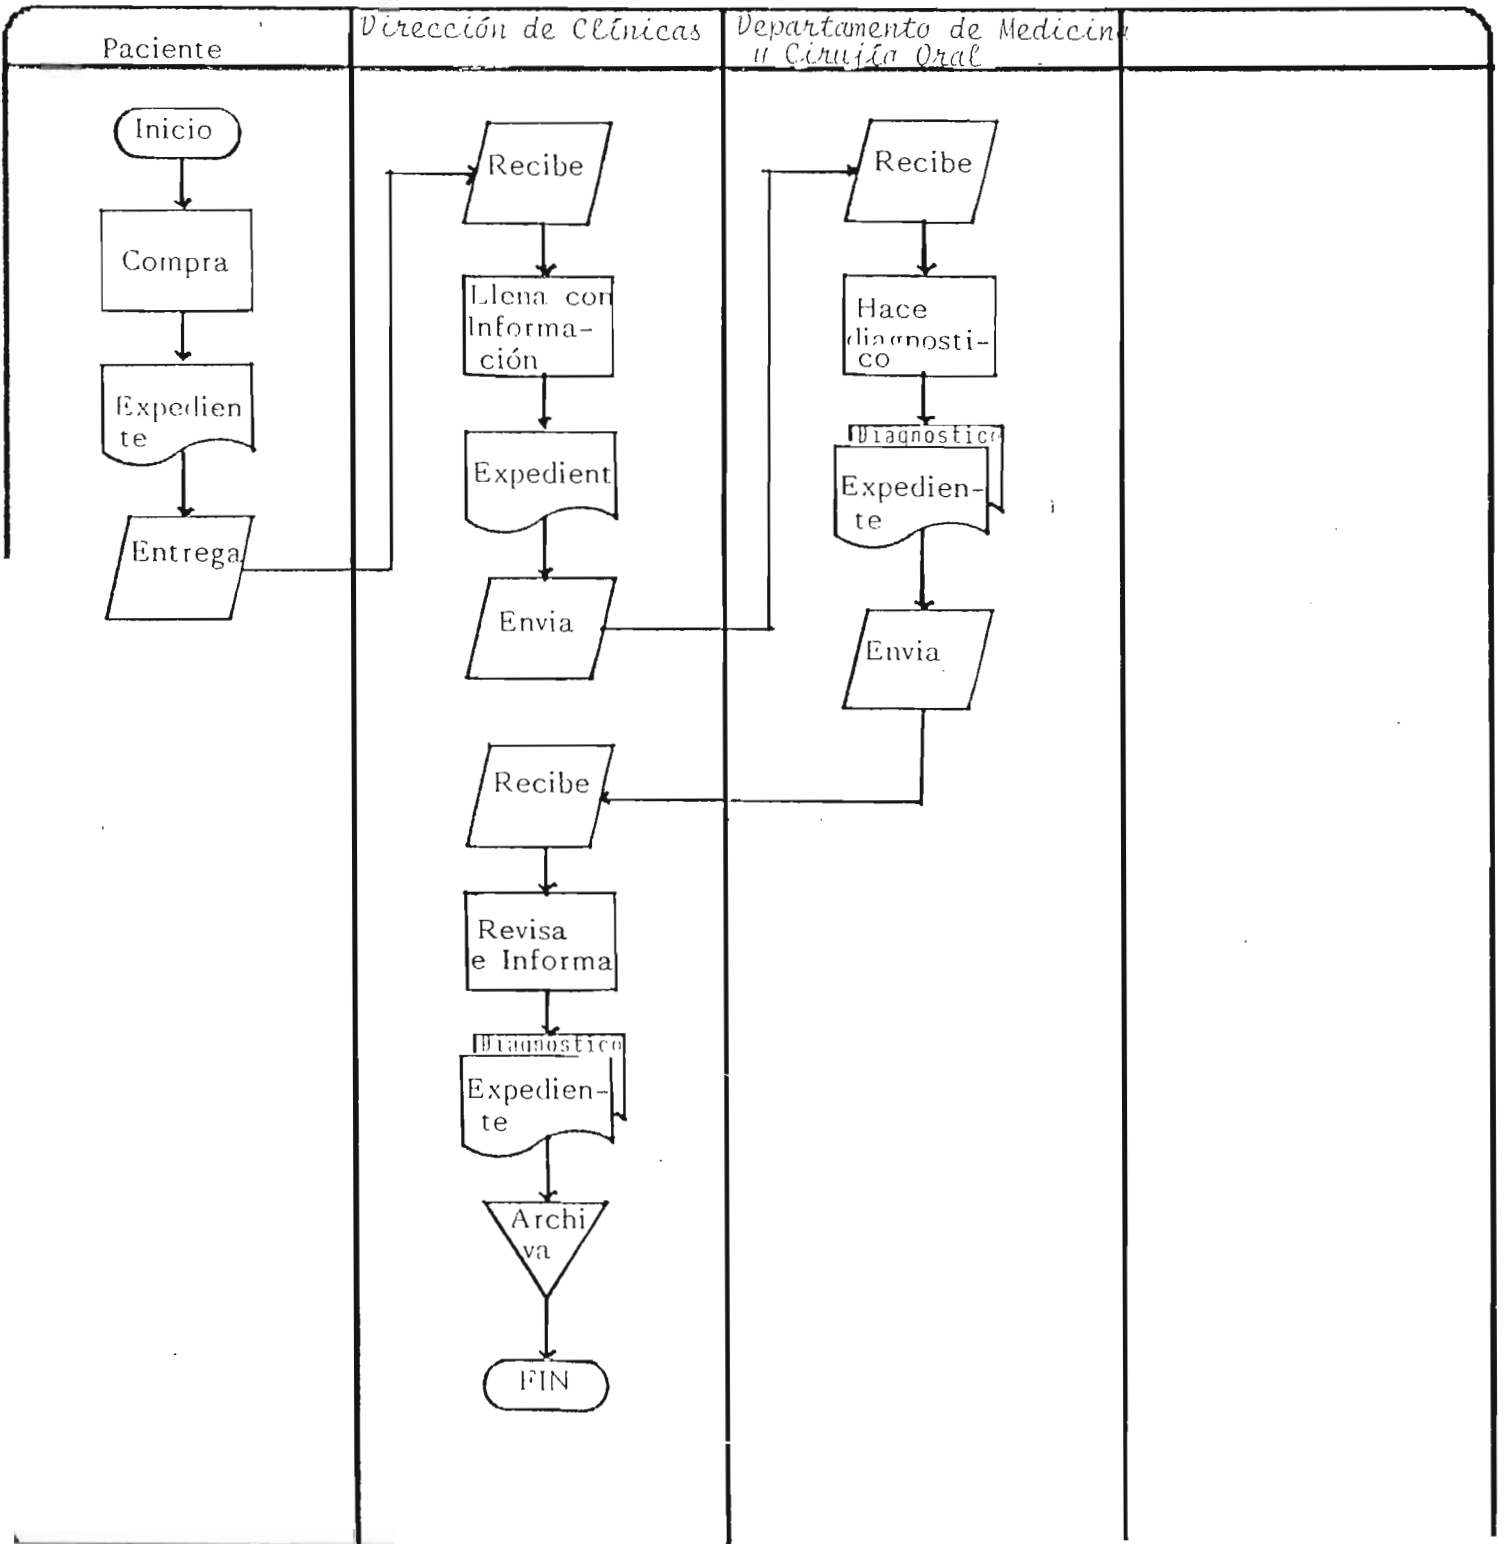 Paciente
Dirección de Clínicas
Departamento de Medicina
y Cirujía Oral
Inicio
Compra
Expedien
te
Entrega
Recibe
Llena con
Informa-
ción
Expedient
Envia
Recibe
Hace
diagnosti-
co
Diagnostico
Expedien-
te
Envia
Recibe
Revisa
e Informa
Diagnostico
Expedien-
te
Archi
va
FIN